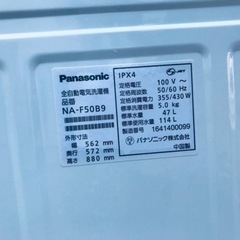 Panasonic
全自動電気洗濯機
品番
NA-F50B9
外形寸法
幅 562 mm
奥行 572 mm
高さ 880 mm
IPX4
定格電圧 100 V~
定格周波数 50/60 Hz
定格消費電力 355/430 W
標準洗濯容量 5.0 kg
標準水量 47 L
標準使用水量 114 L
製造番号 1641400099
パナソニック株式会社
中国製